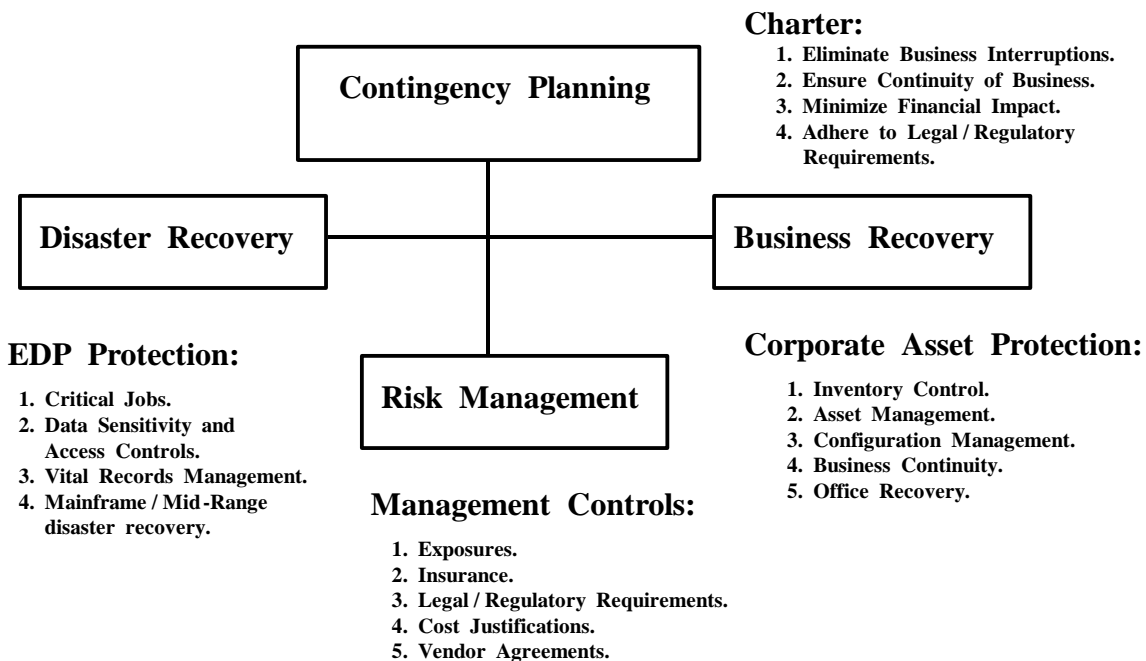 Contingency Planning
Charter:
1. Eliminate Business Interruptions.
2. Ensure Continuity of Business.
3. Minimize Financial Impact.
4. Adhere to Legal / Regulatory
Requirements.
Disaster Recovery
Business Recovery
EDP Protection:
1. Critical Jobs.
2. Data Sensitivity and
Access Controls.
3. Vital Records Management.
4. Mainframe / Mid-Range
disaster recovery.
Risk Management
Corporate Asset Protection:
1. Inventory Control.
2. Asset Management.
3. Configuration Management.
4. Business Continuity.
5. Office Recovery.
Management Controls:
1. Exposures.
2. Insurance.
3. Legal / Regulatory Requirements.
4. Cost Justifications.
5. Vendor Agreements.